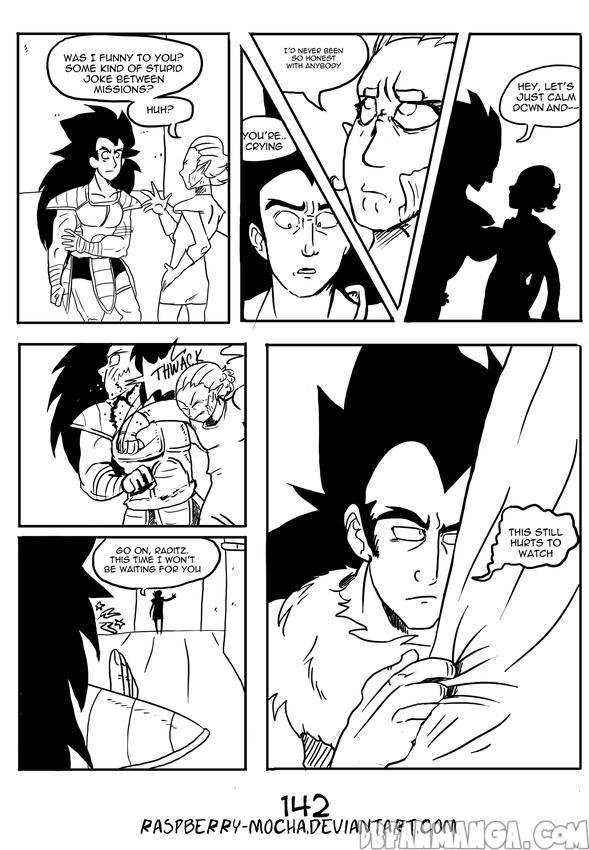 WAS I FUNNY TO YOU?
SOME KIND OF STUPID
JOKE BETWEEN
MISSIONS?
HUH?
I'D NEVER BEEN
SO HONEST
WITH ANYBODY
YOU'RE..
CRYING
HEY, LET'S
JUST CALM
DOWN AND--
THWACK
THIS STILL
HURTS TO
WATCH
GO ON, RADITZ.
THIS TIME I WON'T
BE WAITING FOR YOU
142
RASPBERRY-MOCHA.DEVIANTART.COM
DBFANMANGA.COM